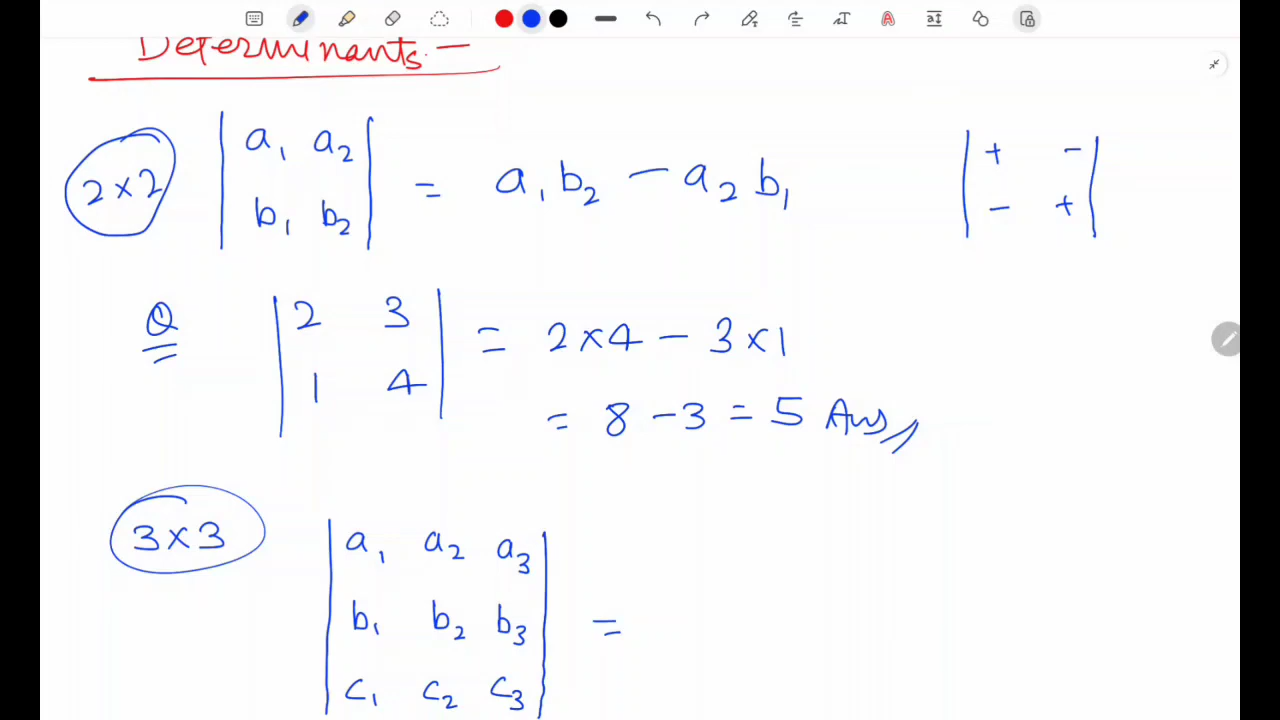 Determinants. —
2×2 | a₁ a₂ | = a₁b₂ − a₂b₁ | + − |
| b₁ b₂ | | − + |
Q | 2 3 | = 2×4 − 3×1
| 1 4 | = 8 − 3 = 5 Ans
3×3 | a₁ a₂ a₃ |
| b₁ b₂ b₃ | =
| c₁ c₂ c₃ |